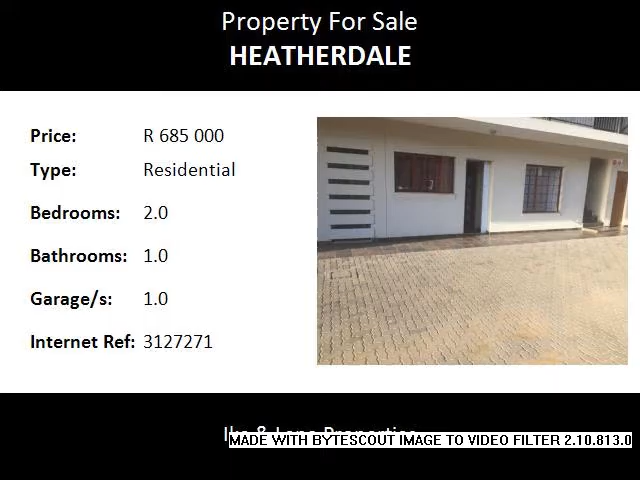 Property For Sale
HEATHERDALE
Price: R 685 000
Type: Residential
Bedrooms: 2.0
Bathrooms: 1.0
Garage/s: 1.0
Internet Ref: 3127271
MADE WITH BYTESCOUT IMAGE TO VIDEO FILTER 2.10.813.0